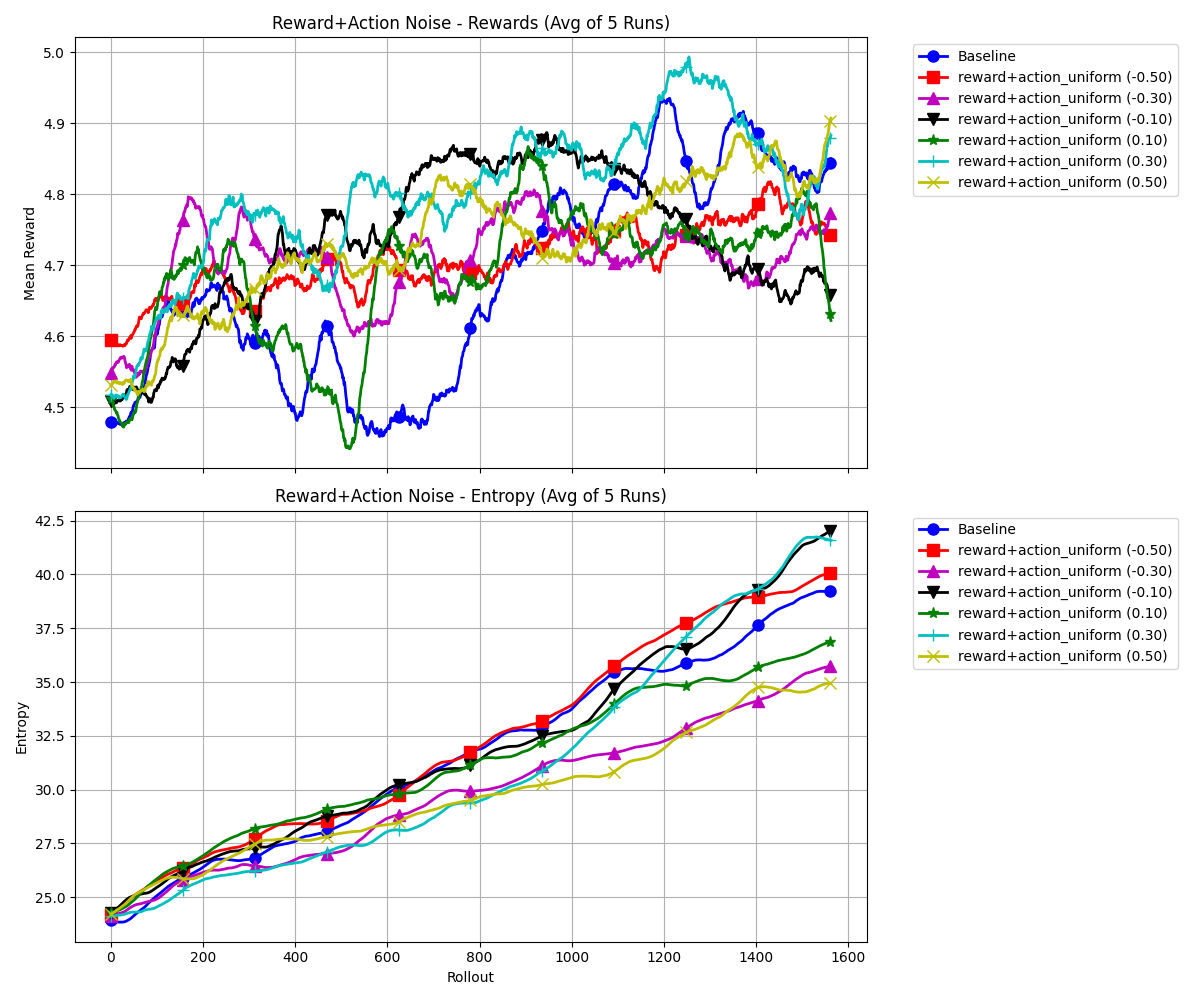 Reward+Action Noise - Rewards (Avg of 5 Runs)
Mean Reward
5.0
4.9
4.8
4.7
4.6
4.5
Baseline
reward+action_uniform (-0.50)
reward+action_uniform (-0.30)
reward+action_uniform (-0.10)
reward+action_uniform (0.10)
reward+action_uniform (0.30)
reward+action_uniform (0.50)
Reward+Action Noise - Entropy (Avg of 5 Runs)
Entropy
42.5
40.0
37.5
35.0
32.5
30.0
27.5
25.0
0 200 400 600 800 1000 1200 1400 1600
Rollout
Baseline
reward+action_uniform (-0.50)
reward+action_uniform (-0.30)
reward+action_uniform (-0.10)
reward+action_uniform (0.10)
reward+action_uniform (0.30)
reward+action_uniform (0.50)